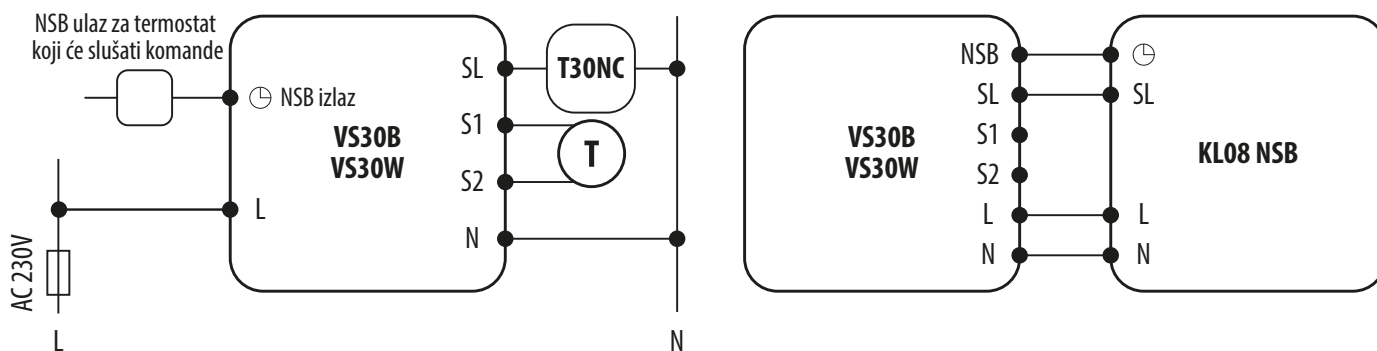 NSB ulaz za termostat
koji će slušati komande
NSB izlaz
VS30B
VS30W
L
SL
S1
S2
N
T30NC
T
AC 230V
L
N
VS30B
VS30W
NSB
SL
S1
S2
L
N
SL
L
N
KL08 NSB